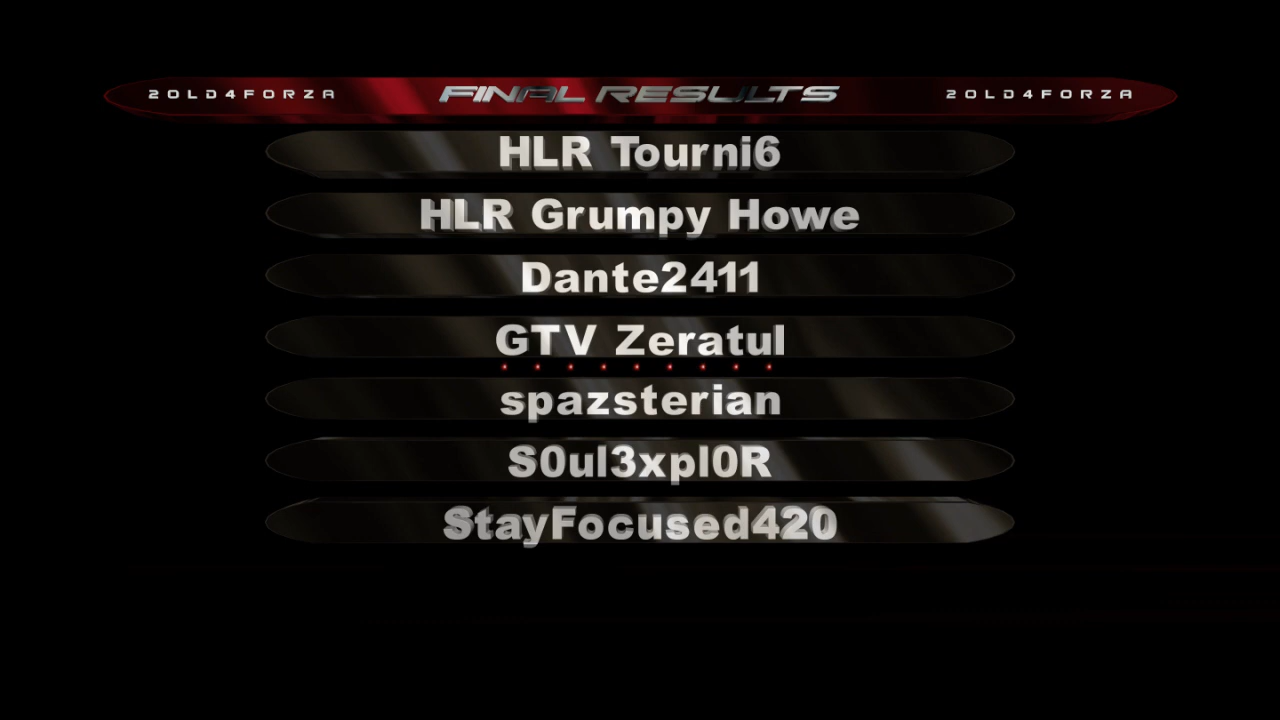 2OLD4FORZA FINAL RESULTS 2OLD4FORZA
HLR Tourni6
HLR Grumpy Howe
Dante2411
GTV Zeratul
spazsterian
S0ul3xpl0R
StayFocused420